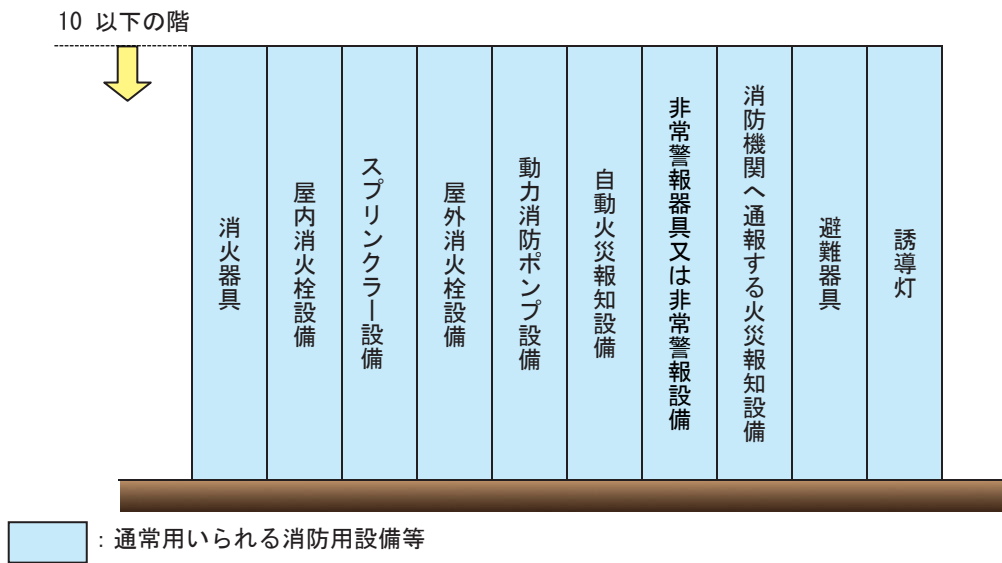 10 以下の階
消火器具
屋内消火栓設備
スプリンクラー設備
屋外消火栓設備
動力消防ポンプ設備
自動火災報知設備
非常警報器具又は非常警報設備
消防機関へ通報する火災報知設備
避難器具
誘導灯
：通常用いられる消防用設備等